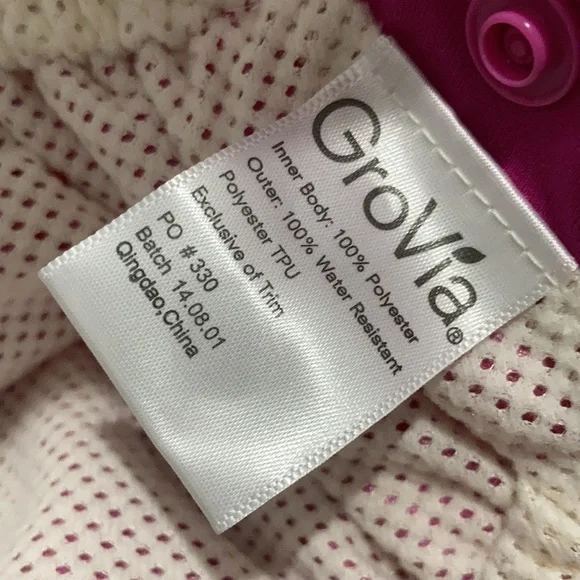 GroVia®
Inner Body: 100% Polyester
Outer: 100% Water Resistant
Polyester TPU
Exclusive of Trim
PO # 330
Batch 14.08.01
Qingdao,China